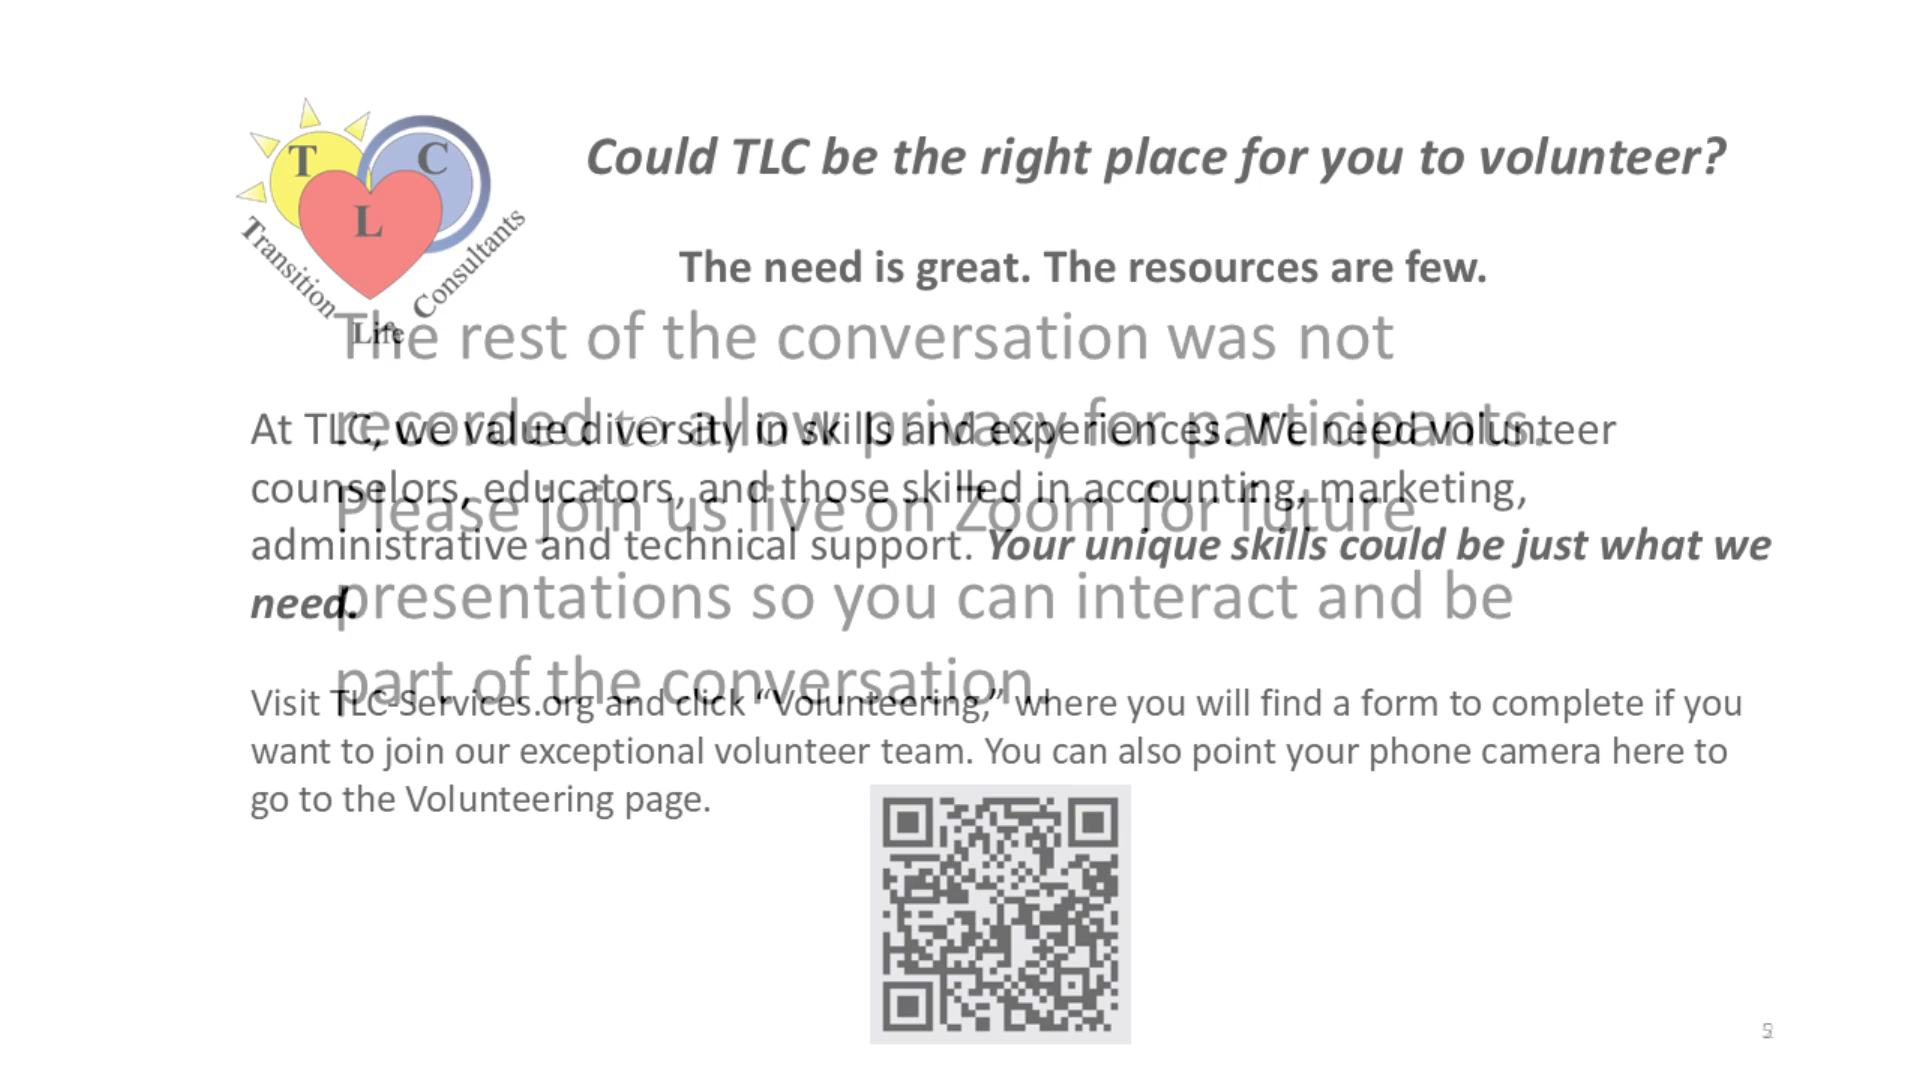 T C
L
Transition Life Consultants
Could TLC be the right place for you to volunteer?
The need is great. The resources are few.
The rest of the conversation was not
recorded to allow privacy for participants.
Please join us live on Zoom for future
presentations so you can interact and be
part of the conversation.
At TLC, we value diversity in skills and experiences. We need volunteer
counselors, educators, and those skilled in accounting, marketing,
administrative and technical support. Your unique skills could be just what we
need.
Visit TLC-Services.org and click “Volunteering,” where you will find a form to complete if you
want to join our exceptional volunteer team. You can also point your phone camera here to
go to the Volunteering page.